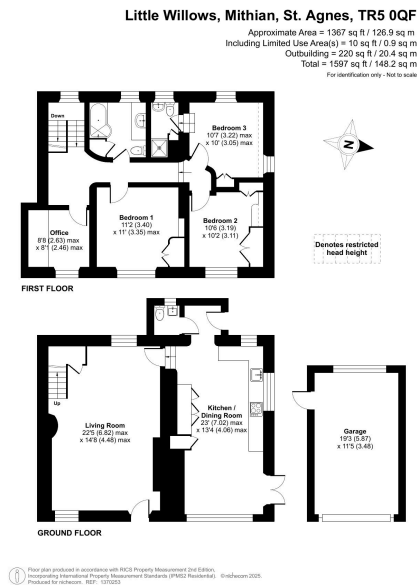 Little Willows, Mithian, St. Agnes, TR5 0QF
Approximate Area = 1367 sq ft / 126.9 sq m
Including Limited Use Area(s) = 10 sq ft / 0.9 sq m
Outbuilding = 220 sq ft / 20.4 sq m
Total = 1597 sq ft / 148.2 sq m
For identification only - Not to scale
Down
Bedroom 3
10'7 (3.22) max
x 10' (3.05) max
N
Office
8'8 (2.63) max
x 8'1 (2.46) max
Bedroom 1
11'2 (3.40)
x 11' (3.35) max
Bedroom 2
10'6 (3.19)
x 10'2 (3.11)
Denotes restricted
head height
FIRST FLOOR
Up
Living Room
22'5 (6.82) max
x 14'8 (4.48) max
Kitchen /
Dining Room
23' (7.02) max
x 13'4 (4.06) max
Garage
19'3 (5.87)
x 11'5 (3.48)
GROUND FLOOR
Floor plan produced in accordance with RICS Property Measurement 2nd Edition,
Incorporating International Property Measurement Standards (IPMS2 Residential). ©nichecom 2025.
Produced for nichecom. REF: 1370253